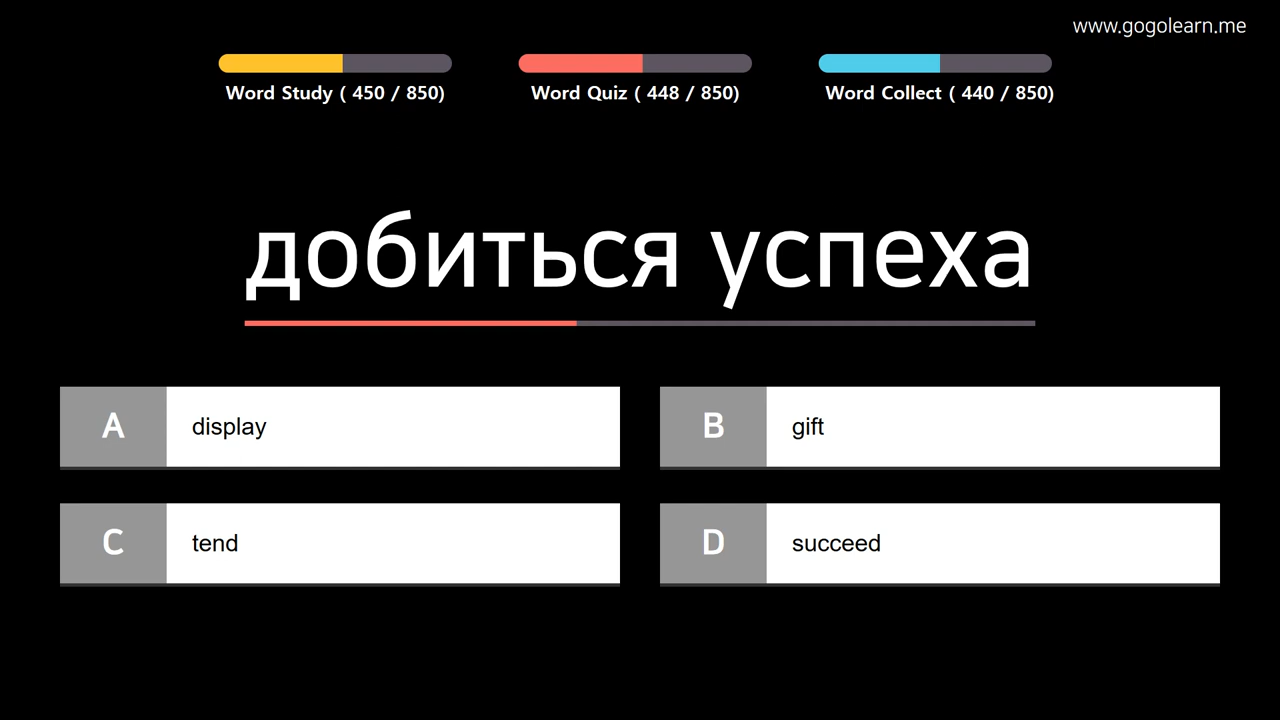 www.gogolearn.me
Word Study ( 450 / 850)
Word Quiz ( 448 / 850)
Word Collect ( 440 / 850)
добиться успеха
A display
B gift
C tend
D succeed